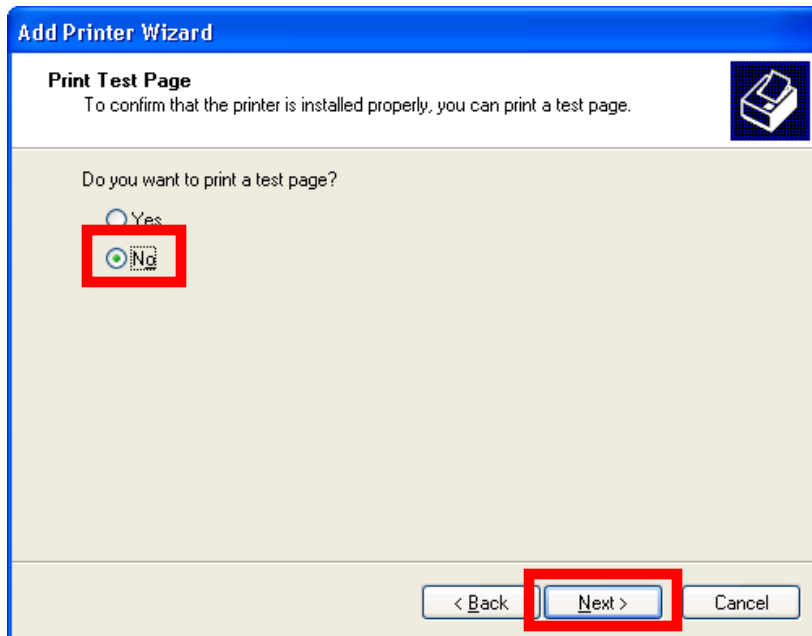 Add Printer Wizard
Print Test Page
To confirm that the printer is installed properly, you can print a test page.
Do you want to print a test page?
Yes
No
< Back Next > Cancel